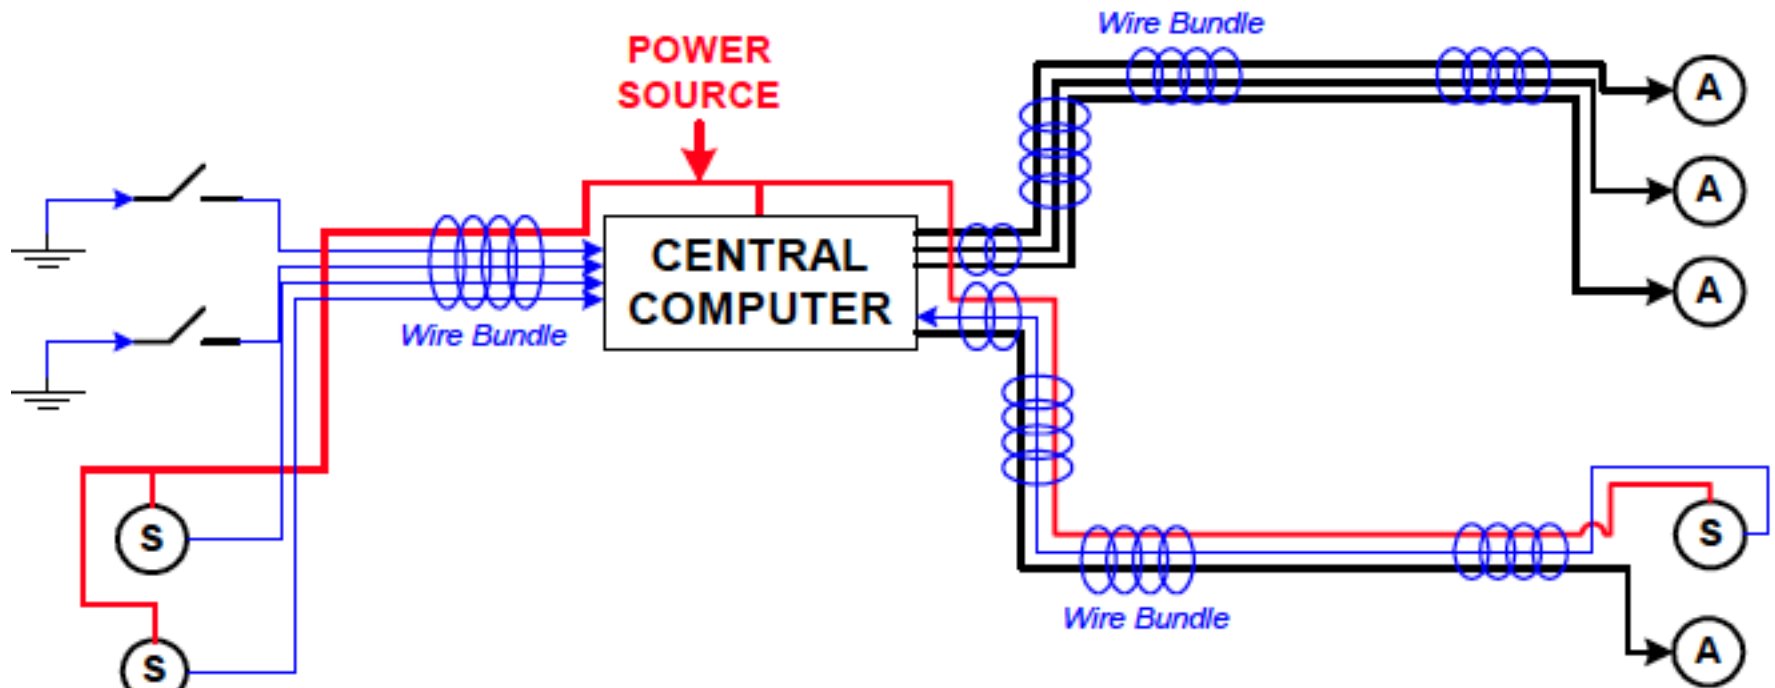 Wire Bundle
POWER
SOURCE
A
A
CENTRAL
COMPUTER
A
Wire Bundle
S
S
Wire Bundle
S
A